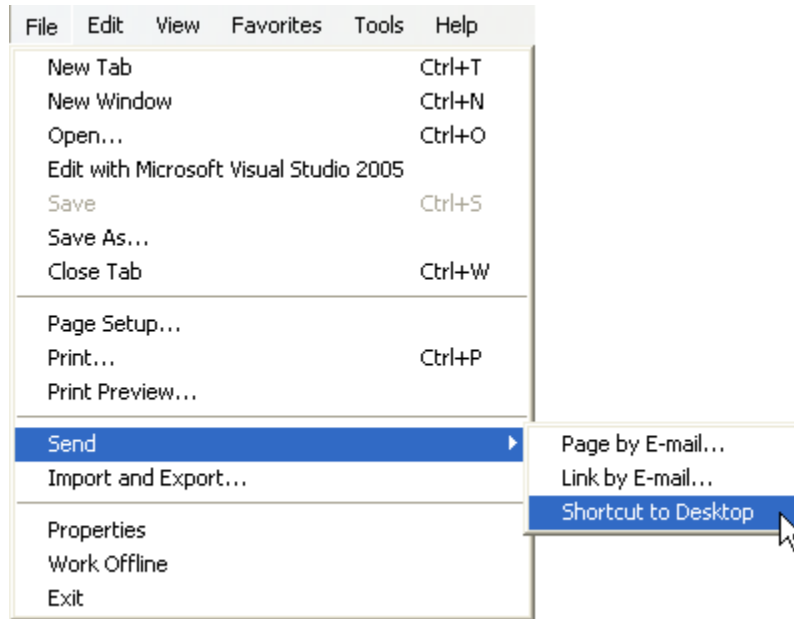 File Edit View Favorites Tools Help
New Tab Ctrl+T
New Window Ctrl+N
Open... Ctrl+O
Edit with Microsoft Visual Studio 2005
Save Ctrl+S
Save As...
Close Tab Ctrl+W
Page Setup...
Print... Ctrl+P
Print Preview...
Send
Import and Export...
Properties
Work Offline
Exit
Page by E-mail...
Link by E-mail...
Shortcut to Desktop